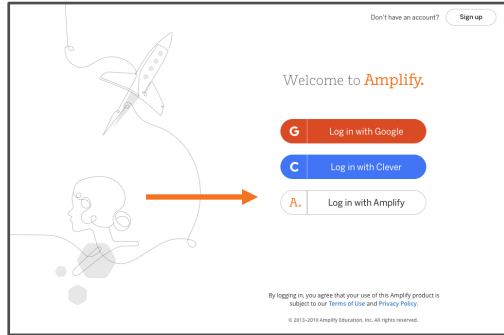 Don't have an account? Sign up
Welcome to Amplify.
G Log in with Google
C Log in with Clever
A. Log in with Amplify
By logging in, you agree that your use of this Amplify product is
subject to our Terms of Use and Privacy Policy.
© 2013–2019 Amplify Education, Inc. All rights reserved.